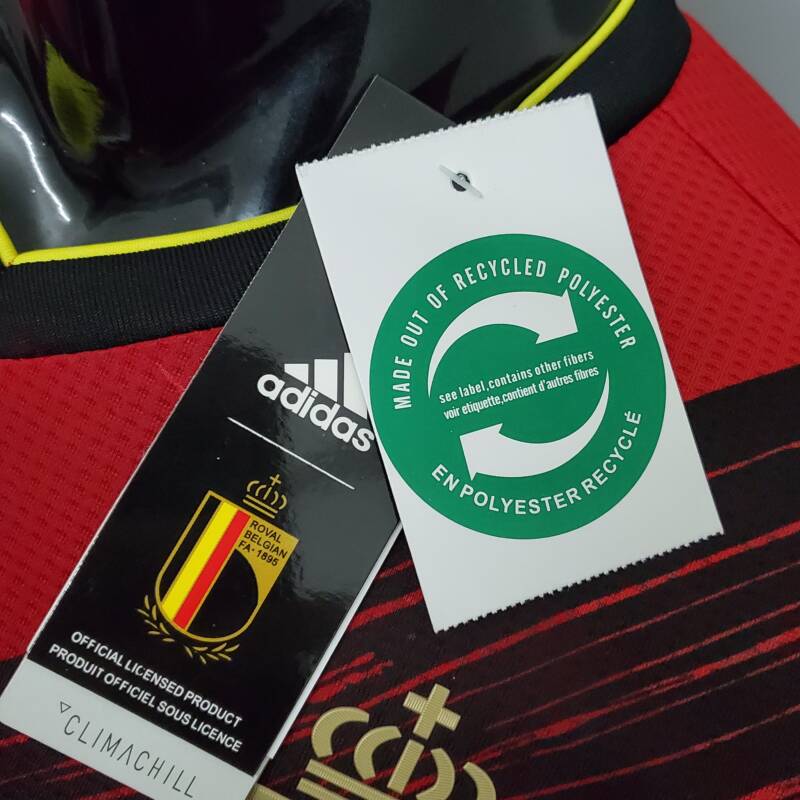 adidas
ROYAL
BELGIAN
FA · 1895
OFFICIAL LICENSED PRODUCT
PRODUIT OFFICIEL SOUS LICENCE
CLIMACHILL
MADE OUT OF RECYCLED POLYESTER
see label,contains other fibers
voir etiquette,contient d'autres fibres
EN POLYESTER RECYCLÉ